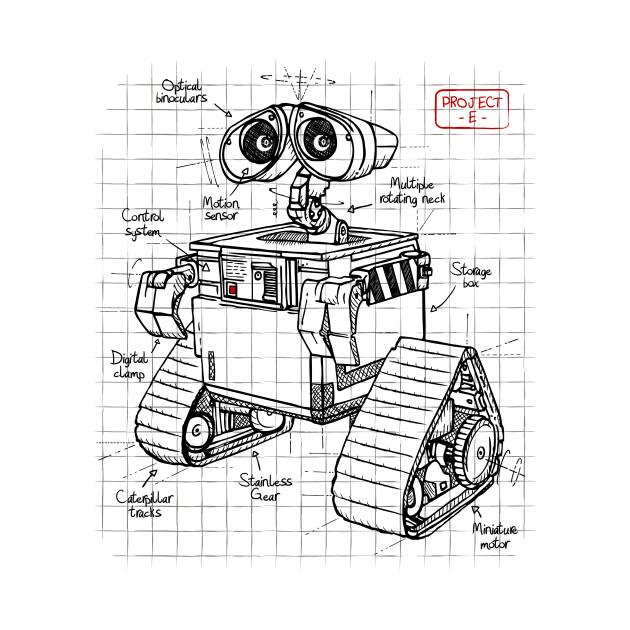 Optical
binoculars
PROJECT
- E -
Motion
sensor
Multiple
rotating neck
Control
system
Storage
box
Digital
clamp
Stainless
Gear
Caterpillar
tracks
Miniature
motor